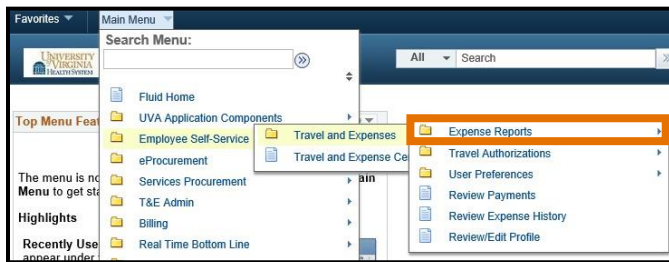 Favorites Main Menu
Search Menu:
UNIVERSITY
OF VIRGINIA
HEALTH SYSTEM
All Search
Fluid Home
Top Menu Feat
UVA Application Components
Employee Self-Service
Travel and Expenses
Expense Reports
eProcurement
Travel and Expense Ce
Travel Authorizations
The menu is no
Services Procurement
ain
User Preferences
Menu to get sta
T&E Admin
Review Payments
Highlights
Billing
Review Expense History
Recently Use
Real Time Bottom Line
Review/Edit Profile
appear under